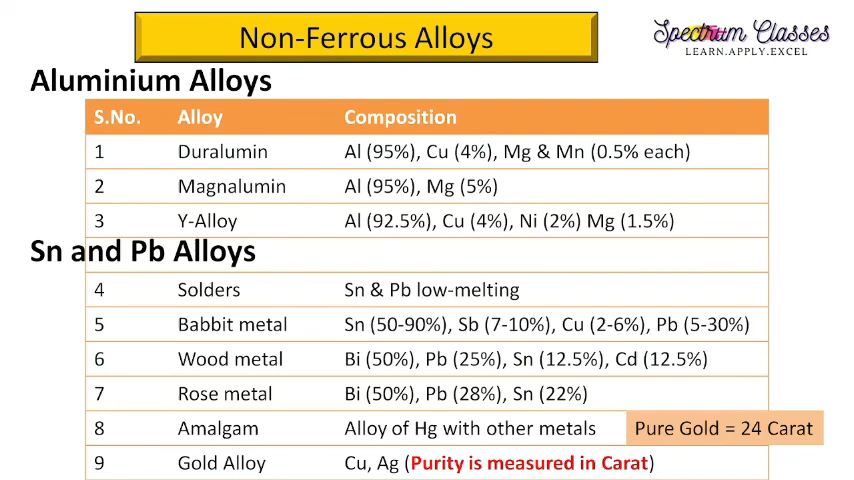 Non-Ferrous Alloys
Spectrum Classes
LEARN.APPLY.EXCEL
Aluminium Alloys
S.No. Alloy Composition
1 Duralumin Al (95%), Cu (4%), Mg & Mn (0.5% each)
2 Magnalumin Al (95%), Mg (5%)
3 Y-Alloy Al (92.5%), Cu (4%), Ni (2%) Mg (1.5%)
Sn and Pb Alloys
4 Solders Sn & Pb low-melting
5 Babbit metal Sn (50-90%), Sb (7-10%), Cu (2-6%), Pb (5-30%)
6 Wood metal Bi (50%), Pb (25%), Sn (12.5%), Cd (12.5%)
7 Rose metal Bi (50%), Pb (28%), Sn (22%)
8 Amalgam Alloy of Hg with other metals Pure Gold = 24 Carat
9 Gold Alloy Cu, Ag (Purity is measured in Carat)